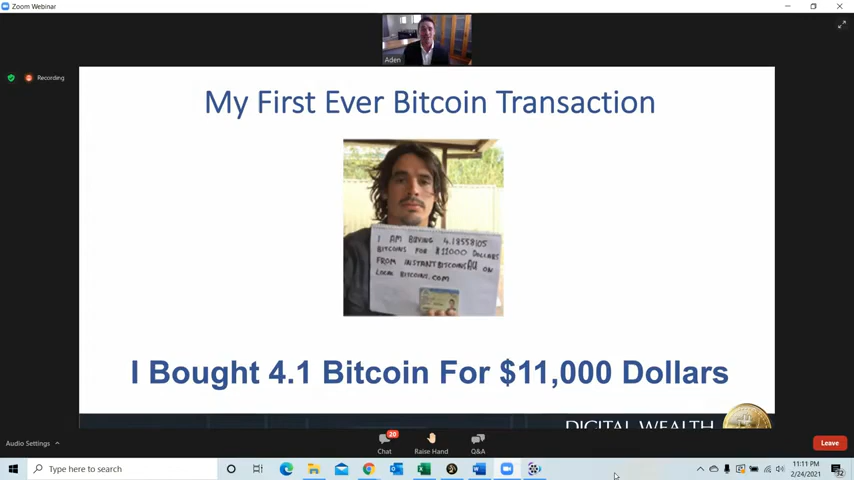 Zoom Webinar
Aden
Recording
My First Ever Bitcoin Transaction
I AM BUYING 4.18558105
BITCOINS FOR $11000 DOLLARS
FROM INSTANTBITCOINSAU ON
LOCAL BITCOINS.COM
I Bought 4.1 Bitcoin For $11,000 Dollars
DIGITAL WEALTH
Audio Settings
20
Chat
Raise Hand
Q&A
Leave
Type here to search
11:11 PM
2/24/2021
32